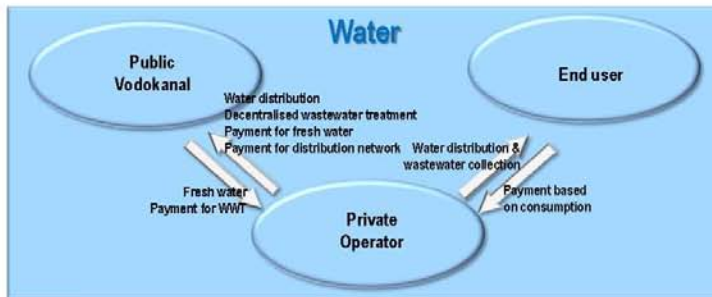 Water
Public
Vodokanal
End user
Water distribution
Decentralised wastewater treatment
Payment for fresh water
Payment for distribution network
Water distribution &
wastewater collection
Fresh water
Payment for WWT
Payment based
on consumption
Private
Operator